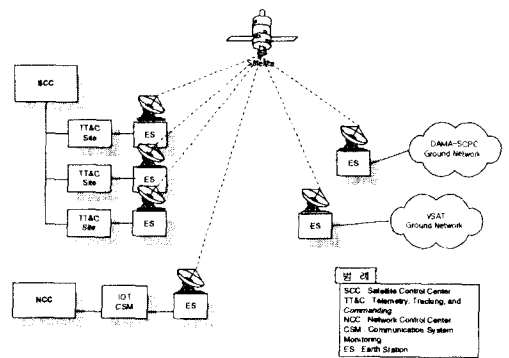 Satellite
SCC
TT&C
Site
ES
TT&C
Site
ES
TT&C
Site
ES
ES
DAMA-SCPC
Ground Network
ES
VSAT
Ground Network
NCC
IOT
CSM
ES
범 례
SCC Satellite Control Center
TT&C Telemetry, Tracking, and
Commanding
NCC Network Control Center
CSM Communication System
Monitoring
ES Earth Station